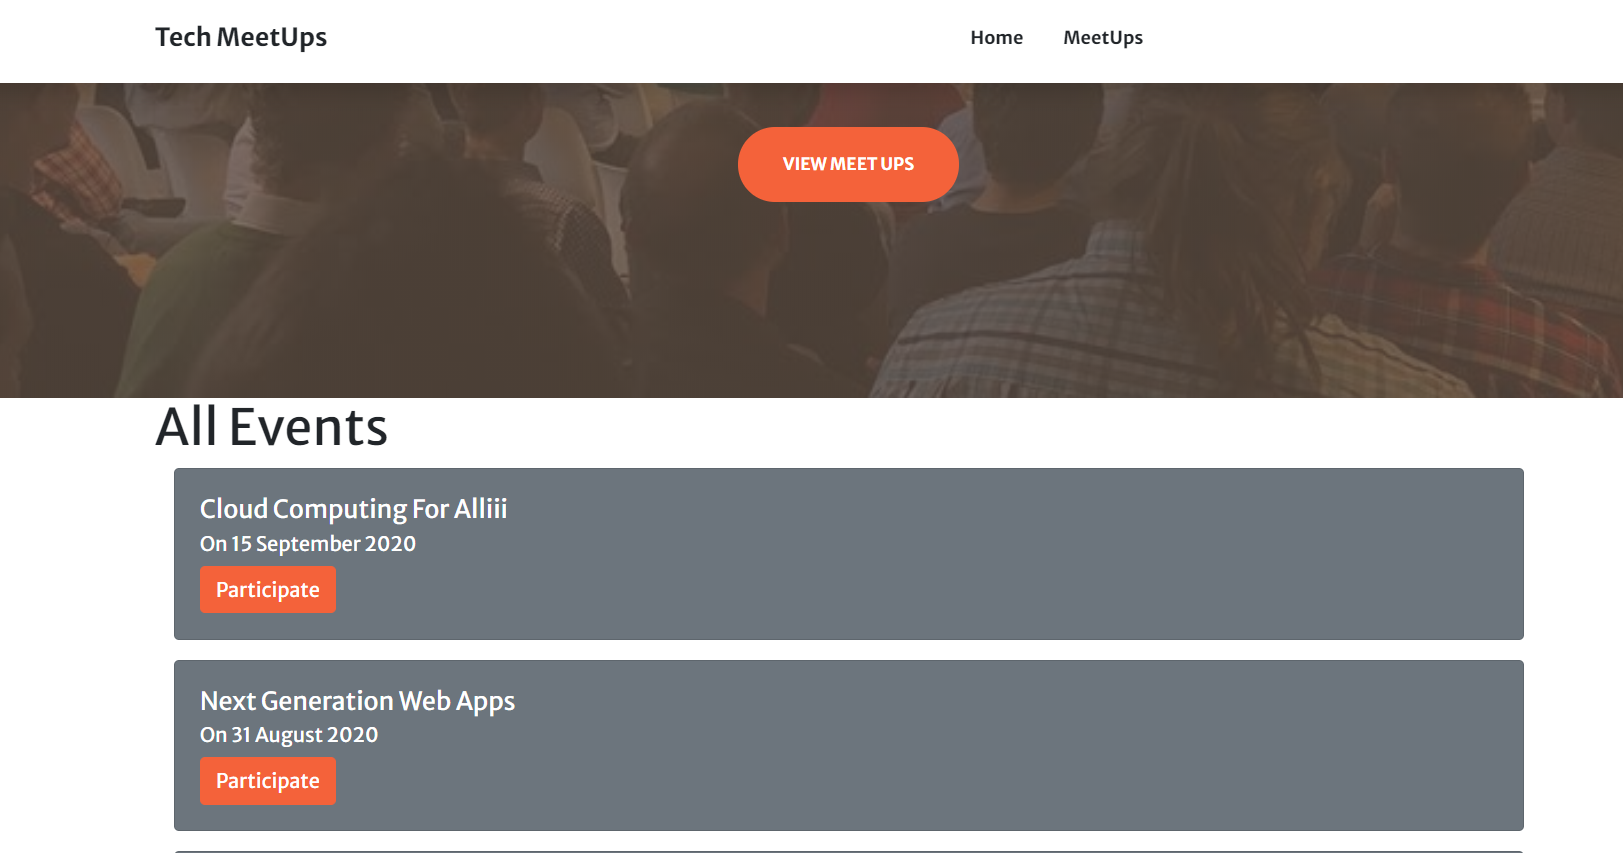 Tech MeetUps
Home
MeetUps
VIEW MEET UPS
All Events
Cloud Computing For Alliii
On 15 September 2020
Participate
Next Generation Web Apps
On 31 August 2020
Participate